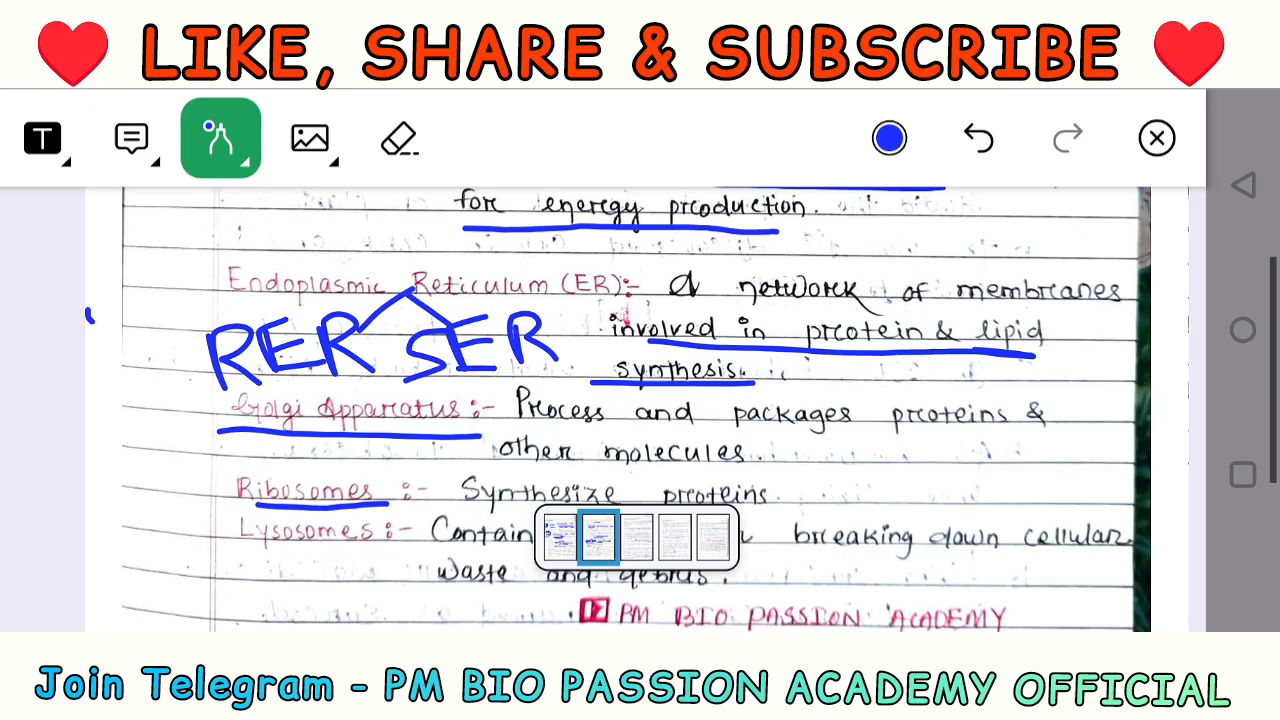 LIKE, SHARE & SUBSCRIBE
T
for energy production.
Endoplasmic Reticulum (ER):- A network of membranes
RER SER
involved in protein & lipid
synthesis.
Golgi Apparatus :- Process and packages proteins &
other molecules.
Ribosomes :- Synthesize proteins.
Lysosomes :- Contain breaking down cellular
waste and debris.
PM BIO PASSION ACADEMY
Join Telegram - PM BIO PASSION ACADEMY OFFICIAL